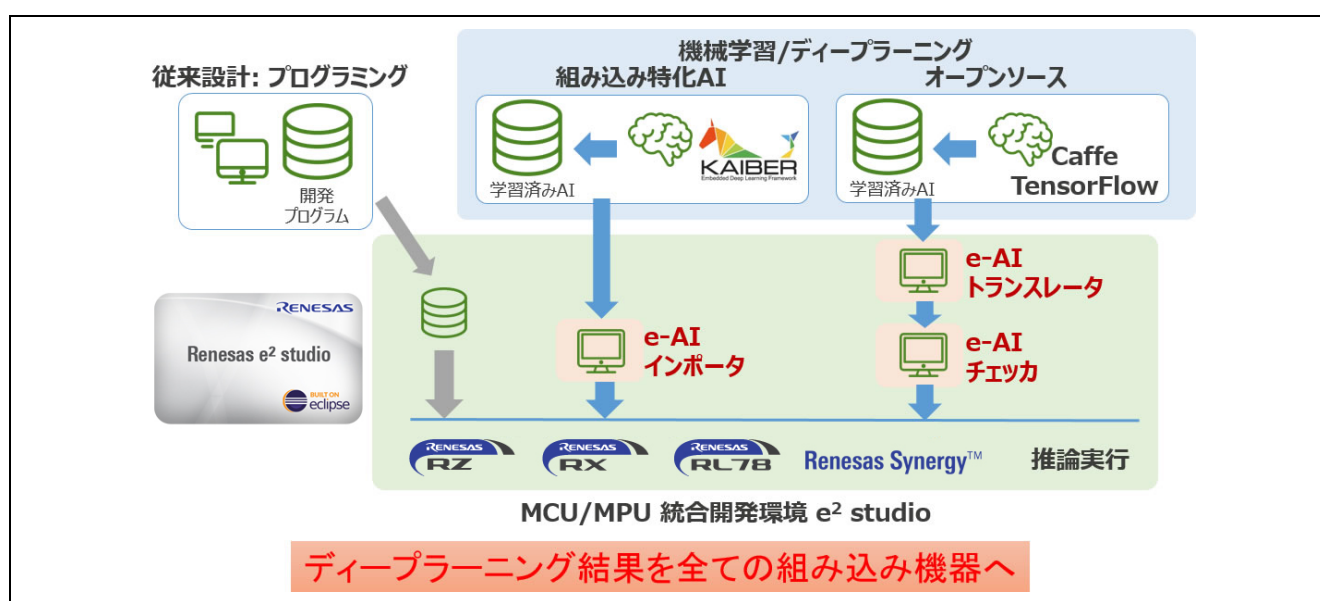 機械学習/ディープラーニング
従来設計: プログラミング
組み込み特化AI
オープンソース
開発
プログラム
学習済みAI
KAIBER
Embedded Deep Learning Framework
学習済みAI
Caffe
TensorFlow
e-AI
トランスレータ
RENESAS
Renesas e² studio
BUILT ON
eclipse
e-AI
インポータ
e-AI
チェッカ
RENESAS
RZ
RENESAS
RX
RENESAS
RL78
Renesas Synergy™
推論実行
MCU/MPU 統合開発環境 e² studio
ディープラーニング結果を全ての組み込み機器へ